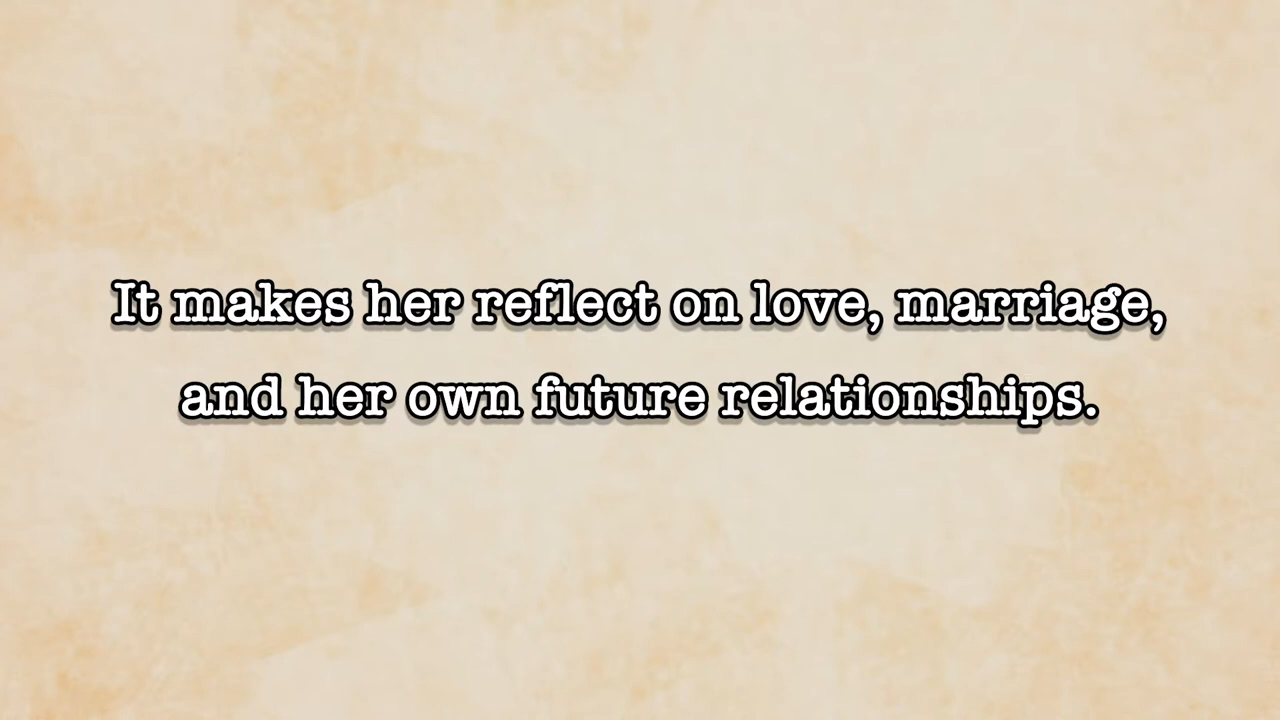 It makes her reflect on love, marriage,
and her own future relationships.